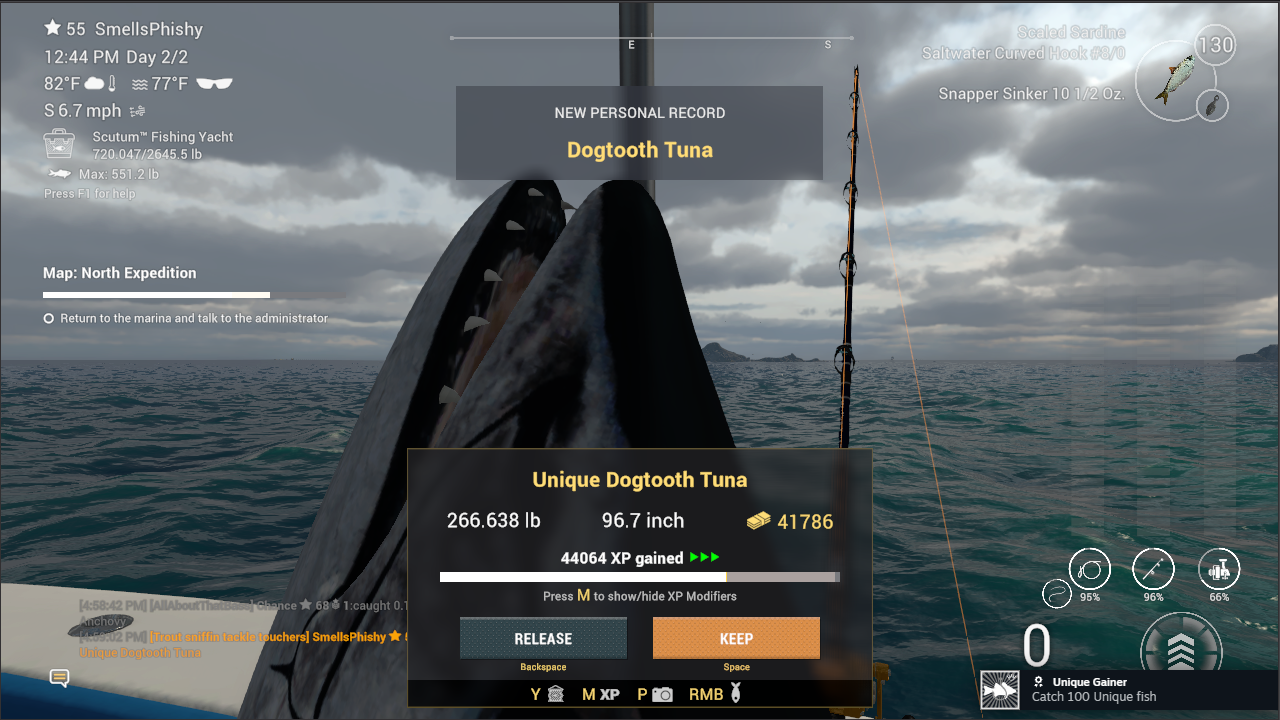 55 SmellsPhishy
12:44 PM Day 2/2
82°F 77°F
S 6.7 mph
Scutum™ Fishing Yacht
720.047/2645.5 lb
Max: 551.2 lb
Press F1 for help
Map: North Expedition
Return to the marina and talk to the administrator
E S
NEW PERSONAL RECORD
Dogtooth Tuna
Scaled Sardine
Saltwater Curved Hook #8/0
Snapper Sinker 10 1/2 Oz.
130
Unique Dogtooth Tuna
266.638 lb 96.7 inch 41786
44064 XP gained
Press M to show/hide XP Modifiers
RELEASE KEEP
Backspace Space
Y M XP P RMB
[4:58:42 PM] [AllAboutThatBass] Chance 68 1:caught 0.1
Anchovy
PM] [Trout sniffin tackle touchers] SmellsPhishy
Unique Dogtooth Tuna
95% 96% 66%
0
Unique Gainer
Catch 100 Unique fish